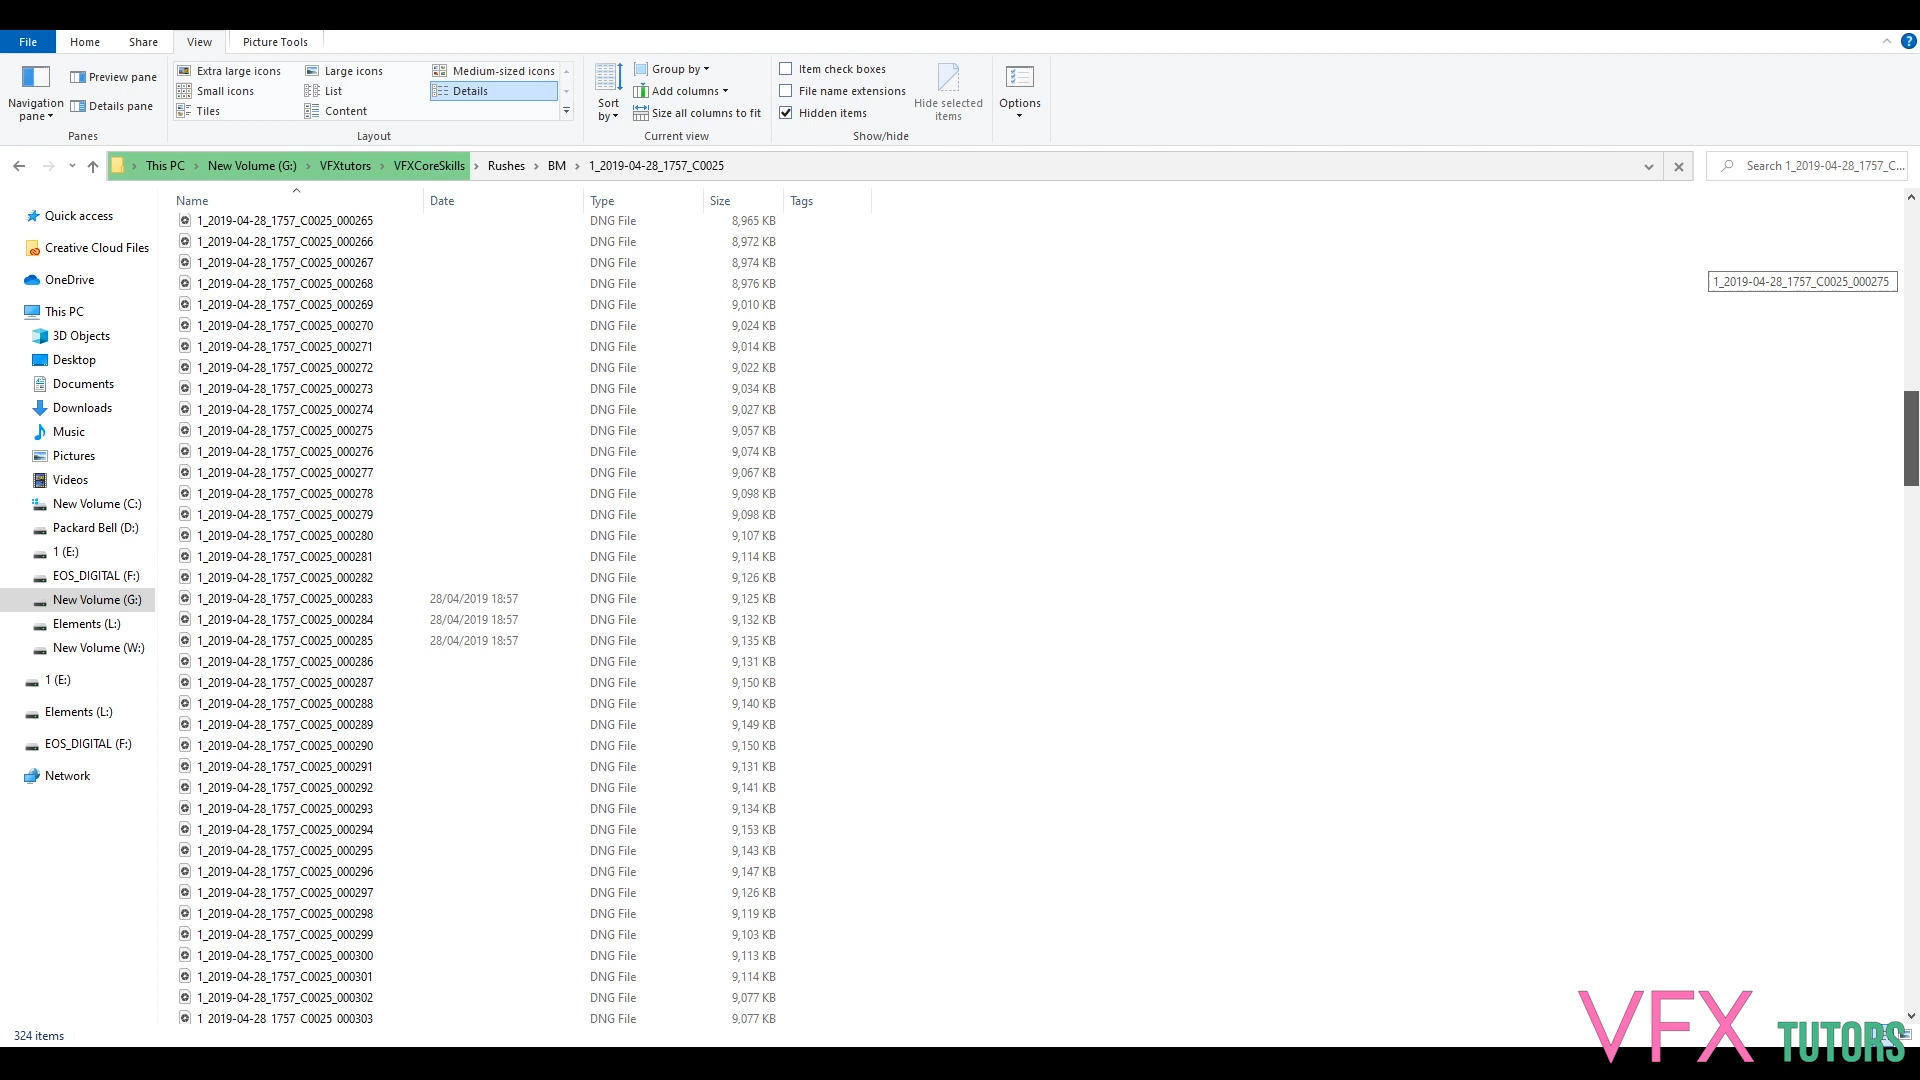 File Home Share View Picture Tools
Preview pane
Details pane
Navigation pane
Panes
Extra large icons Large icons Medium-sized icons
Small icons List Details
Tiles Content
Layout
Sort by
Group by
Add columns
Size all columns to fit
Current view
Item check boxes
File name extensions
Hidden items
Hide selected items
Show/hide
Options
This PC New Volume (G:) VFXtutors VFXCoreSkills Rushes BM 1_2019-04-28_1757_C0025
Search 1_2019-04-28_1757_C...
Quick access
Creative Cloud Files
OneDrive
This PC
3D Objects
Desktop
Documents
Downloads
Music
Pictures
Videos
New Volume (C:)
Packard Bell (D:)
1 (E:)
EOS_DIGITAL (F:)
New Volume (G:)
Elements (L:)
New Volume (W:)
1 (E:)
Elements (L:)
EOS_DIGITAL (F:)
Network
Name Date Type Size Tags
1_2019-04-28_1757_C0025_000265 DNG File 8,965 KB
1_2019-04-28_1757_C0025_000266 DNG File 8,972 KB
1_2019-04-28_1757_C0025_000267 DNG File 8,974 KB
1_2019-04-28_1757_C0025_000268 DNG File 8,976 KB
1_2019-04-28_1757_C0025_000269 DNG File 9,010 KB
1_2019-04-28_1757_C0025_000270 DNG File 9,024 KB
1_2019-04-28_1757_C0025_000271 DNG File 9,014 KB
1_2019-04-28_1757_C0025_000272 DNG File 9,022 KB
1_2019-04-28_1757_C0025_000273 DNG File 9,034 KB
1_2019-04-28_1757_C0025_000274 DNG File 9,027 KB
1_2019-04-28_1757_C0025_000275 DNG File 9,057 KB
1_2019-04-28_1757_C0025_000276 DNG File 9,074 KB
1_2019-04-28_1757_C0025_000277 DNG File 9,067 KB
1_2019-04-28_1757_C0025_000278 DNG File 9,098 KB
1_2019-04-28_1757_C0025_000279 DNG File 9,098 KB
1_2019-04-28_1757_C0025_000280 DNG File 9,107 KB
1_2019-04-28_1757_C0025_000281 DNG File 9,114 KB
1_2019-04-28_1757_C0025_000282 DNG File 9,126 KB
1_2019-04-28_1757_C0025_000283 28/04/2019 18:57 DNG File 9,125 KB
1_2019-04-28_1757_C0025_000284 28/04/2019 18:57 DNG File 9,132 KB
1_2019-04-28_1757_C0025_000285 28/04/2019 18:57 DNG File 9,135 KB
1_2019-04-28_1757_C0025_000286 DNG File 9,131 KB
1_2019-04-28_1757_C0025_000287 DNG File 9,150 KB
1_2019-04-28_1757_C0025_000288 DNG File 9,140 KB
1_2019-04-28_1757_C0025_000289 DNG File 9,149 KB
1_2019-04-28_1757_C0025_000290 DNG File 9,150 KB
1_2019-04-28_1757_C0025_000291 DNG File 9,131 KB
1_2019-04-28_1757_C0025_000292 DNG File 9,141 KB
1_2019-04-28_1757_C0025_000293 DNG File 9,134 KB
1_2019-04-28_1757_C0025_000294 DNG File 9,153 KB
1_2019-04-28_1757_C0025_000295 DNG File 9,143 KB
1_2019-04-28_1757_C0025_000296 DNG File 9,147 KB
1_2019-04-28_1757_C0025_000297 DNG File 9,126 KB
1_2019-04-28_1757_C0025_000298 DNG File 9,119 KB
1_2019-04-28_1757_C0025_000299 DNG File 9,103 KB
1_2019-04-28_1757_C0025_000300 DNG File 9,113 KB
1_2019-04-28_1757_C0025_000301 DNG File 9,114 KB
1_2019-04-28_1757_C0025_000302 DNG File 9,077 KB
1_2019-04-28_1757_C0025_000303 DNG File 9,077 KB
1_2019-04-28_1757_C0025_000275
324 items
VFX TUTORS